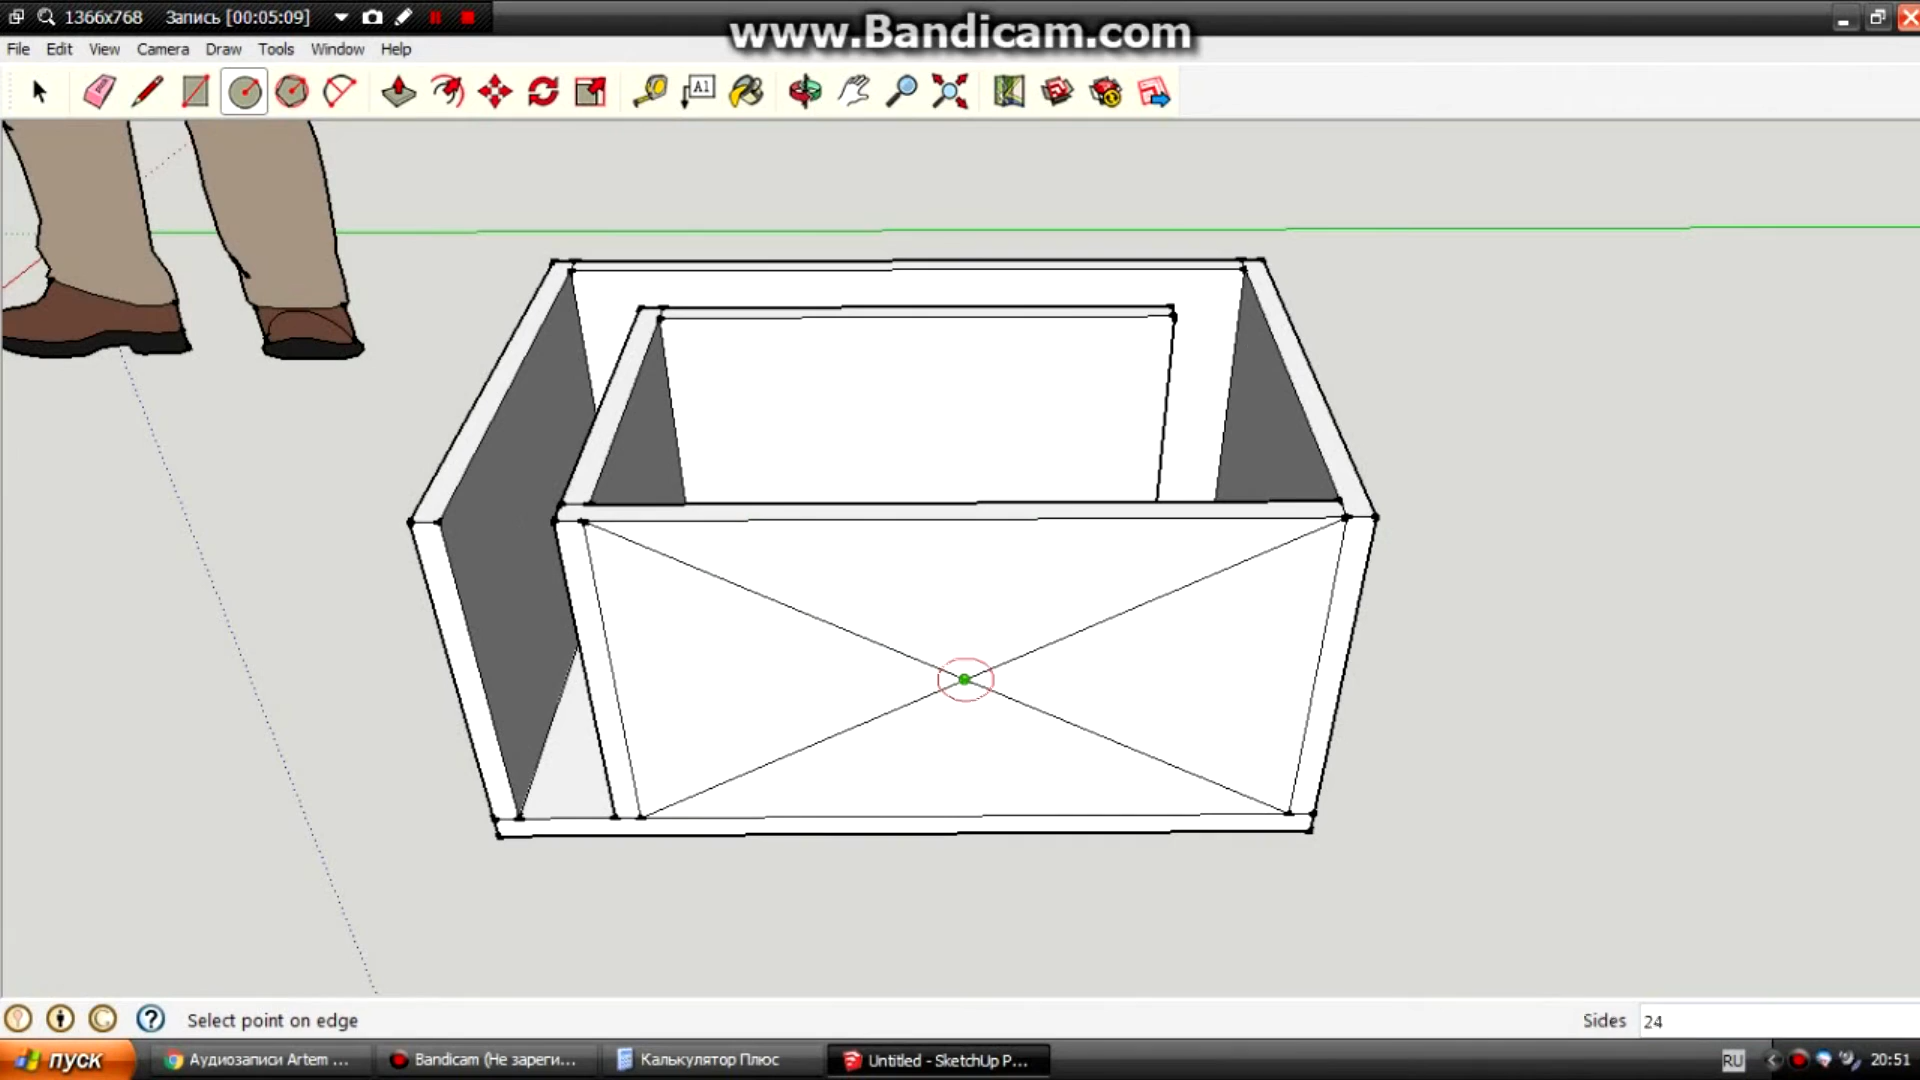 1366x768 Запись [00:05:09]
www.Bandicam.com
File Edit View Camera Draw Tools Window Help
A1
Select point on edge
Sides 24
пуск
Аудиозаписи Artem ...
Bandicam (Не зареги...
Калькулятор Плюс
Untitled - SketchUp P...
RU
20:51